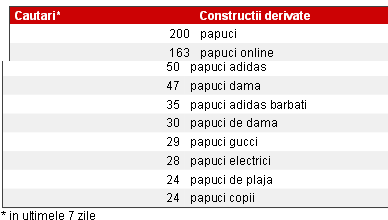 Cautari* Constructii derivate
200 papuci
163 papuci online
50 papuci adidas
47 papuci dama
35 papuci adidas barbati
30 papuci de dama
29 papuci gucci
28 papuci electrici
24 papuci de plaja
24 papuci copii
* in ultimele 7 zile